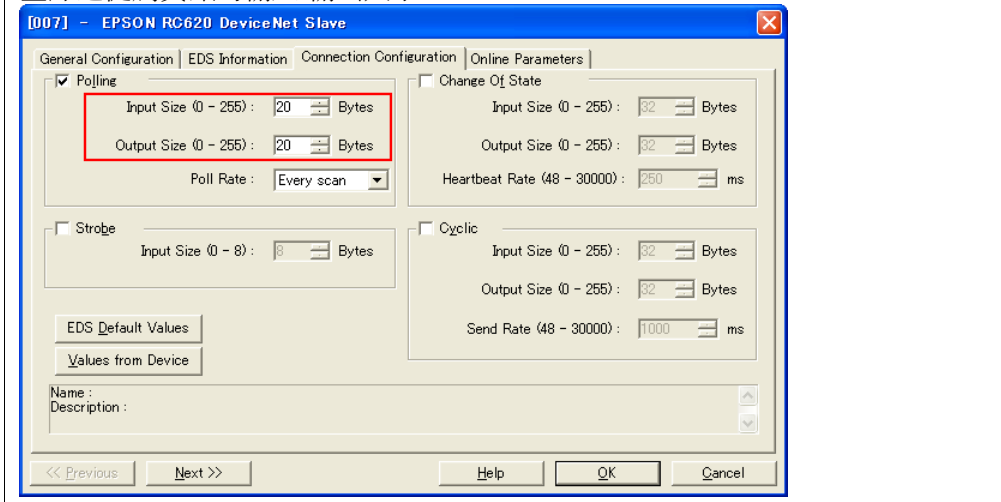 [007] - EPSON RC620 DeviceNet Slave
General Configuration
EDS Information
Connection Configuration
Online Parameters
Polling
Input Size (0 - 255) : 20 Bytes
Output Size (0 - 255) : 20 Bytes
Poll Rate : Every scan
Change Of State
Input Size (0 - 255) : 32 Bytes
Output Size (0 - 255) : 32 Bytes
Heartbeat Rate (48 - 30000) : 250 ms
Strobe
Input Size (0 - 8) : 8 Bytes
Cyclic
Input Size (0 - 255) : 32 Bytes
Output Size (0 - 255) : 32 Bytes
Send Rate (48 - 30000) : 1000 ms
EDS Default Values
Values from Device
Name :
Description :
<< Previous
Next >>
Help
OK
Cancel